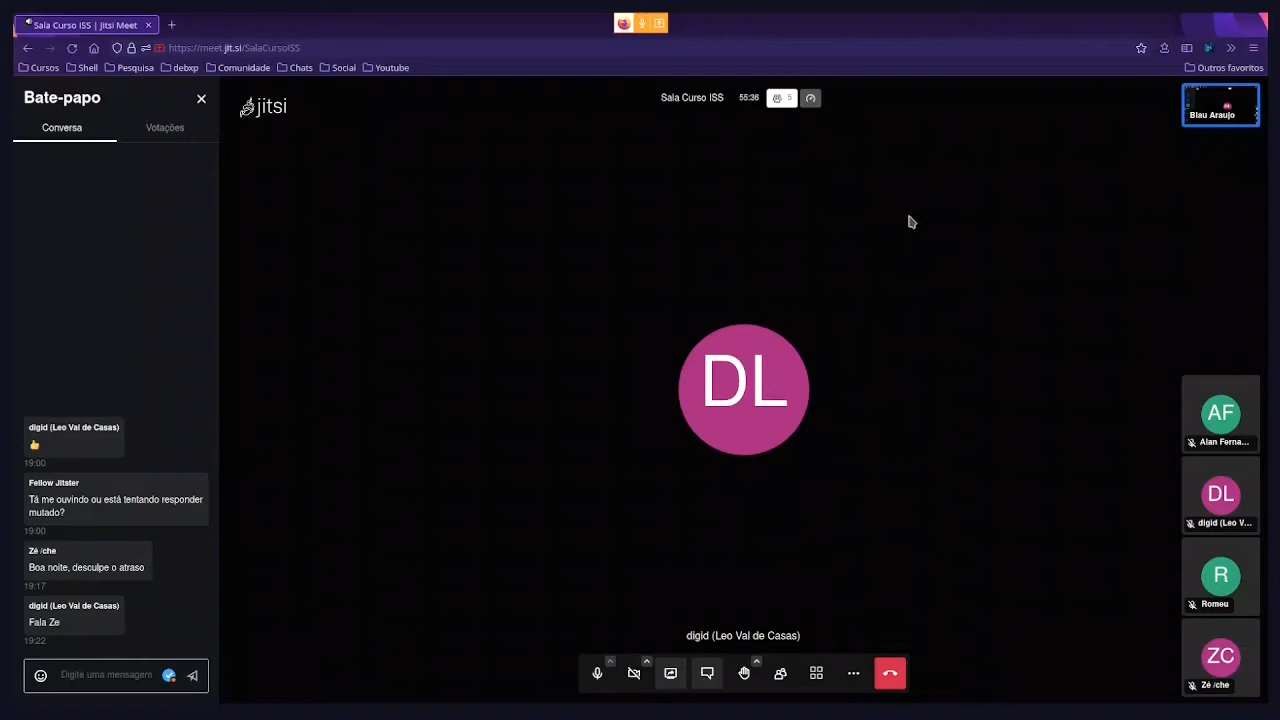 Sala Curso ISS | Jitsi Meet
https://meet.jit.si/SalaCursoISS
Cursos
Shell
Pesquisa
debxp
Comunidade
Chats
Social
Youtube
Outros favoritos
Bate-papo
Conversa
Votações
digid (Leo Val de Casas)
👍
19:00
Fellow Jitster
Tá me ouvindo ou está tentando responder
mutado?
19:00
Zé /che
Boa noite, desculpe o atraso
19:17
digid (Leo Val de Casas)
Fala Ze
19:22
Digite uma mensagem
jitsi
Sala Curso ISS
55:36
5
DL
digid (Leo Val de Casas)
Blau Araujo
AF
Alan Ferna...
DL
digid (Leo V...
R
Romeu
ZC
Zé /che